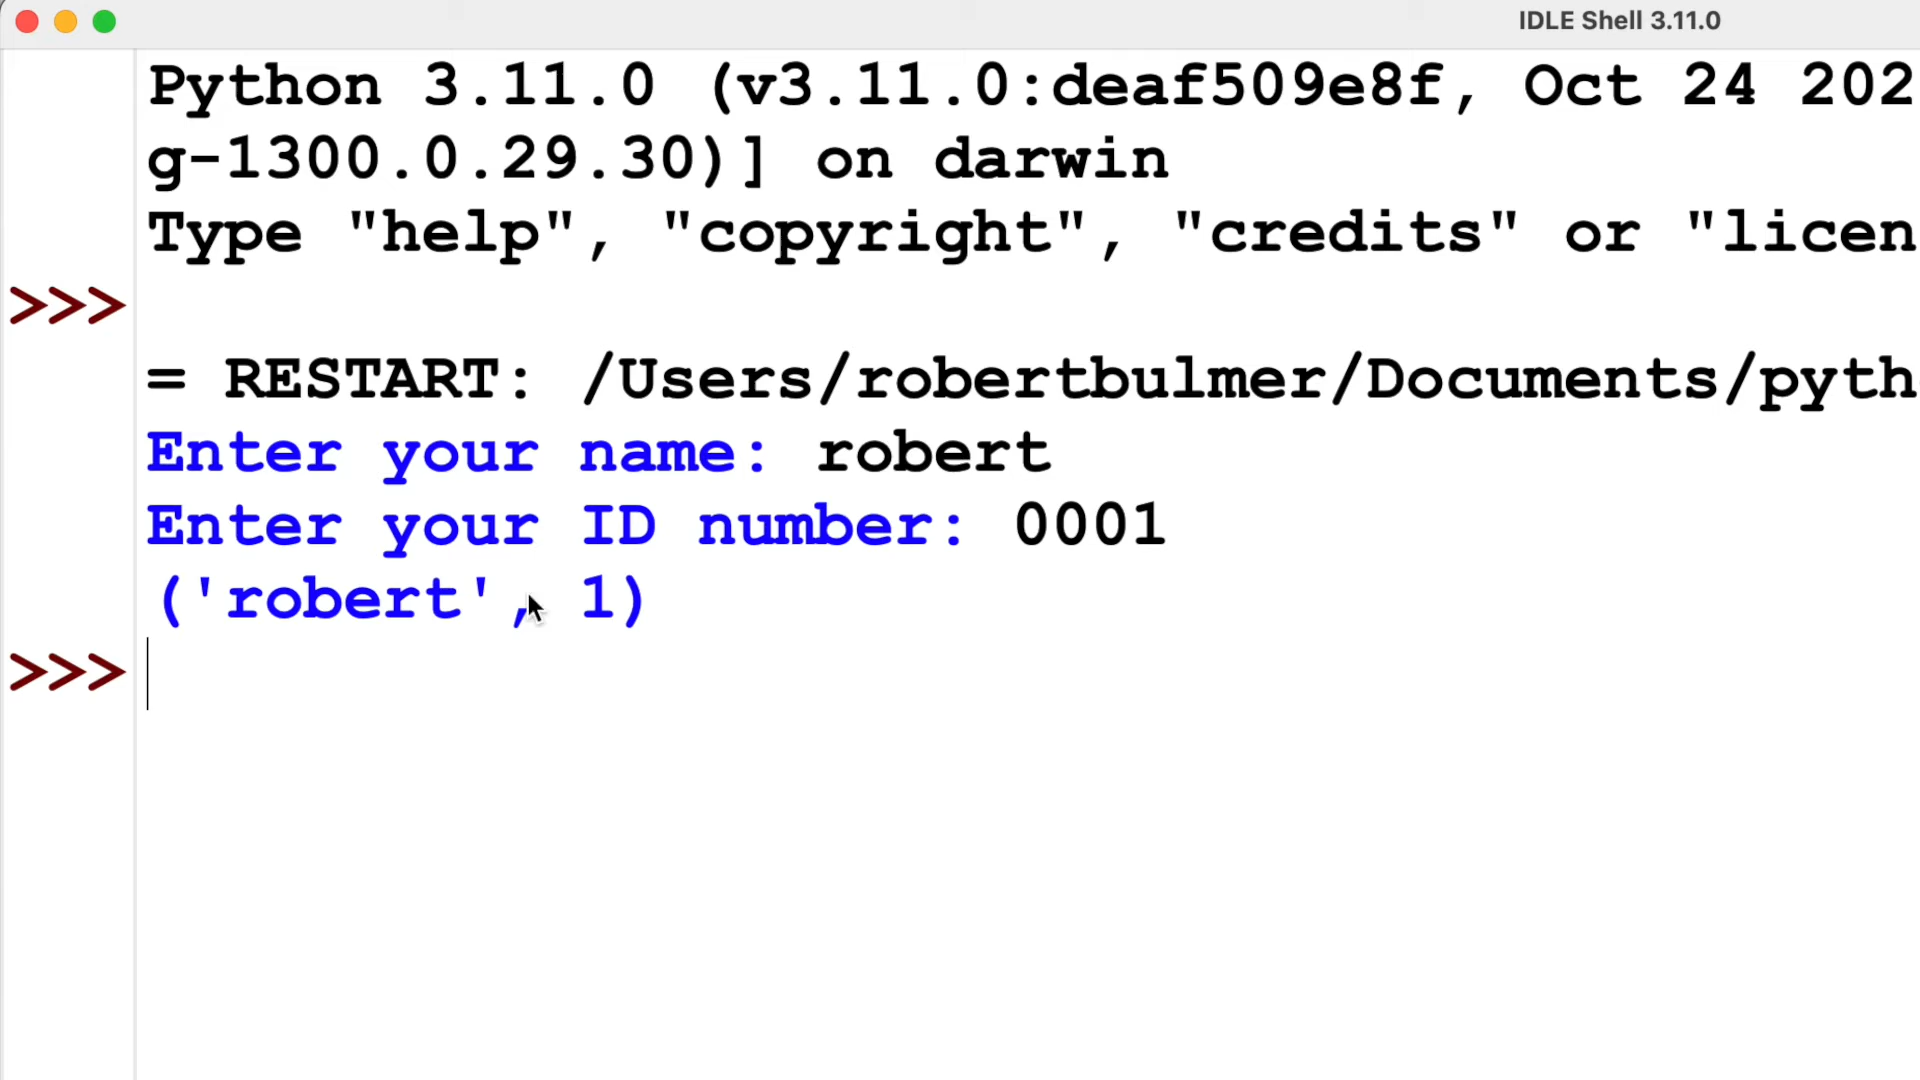 IDLE Shell 3.11.0
Python 3.11.0 (v3.11.0:deaf509e8f, Oct 24 202
g-1300.0.29.30)] on darwin
Type "help", "copyright", "credits" or "licen
>>>
= RESTART: /Users/robertbulmer/Documents/pyth
Enter your name: robert
Enter your ID number: 0001
('robert', 1)
>>>